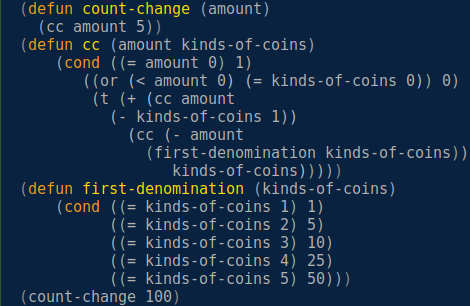 (defun count-change (amount)
(cc amount 5))
(defun cc (amount kinds-of-coins)
(cond ((= amount 0) 1)
((or (< amount 0) (= kinds-of-coins 0)) 0)
(t (+ (cc amount
(- kinds-of-coins 1))
(cc (- amount
(first-denomination kinds-of-coins))
kinds-of-coins)))))
(defun first-denomination (kinds-of-coins)
(cond ((= kinds-of-coins 1) 1)
((= kinds-of-coins 2) 5)
((= kinds-of-coins 3) 10)
((= kinds-of-coins 4) 25)
((= kinds-of-coins 5) 50)))
(count-change 100)